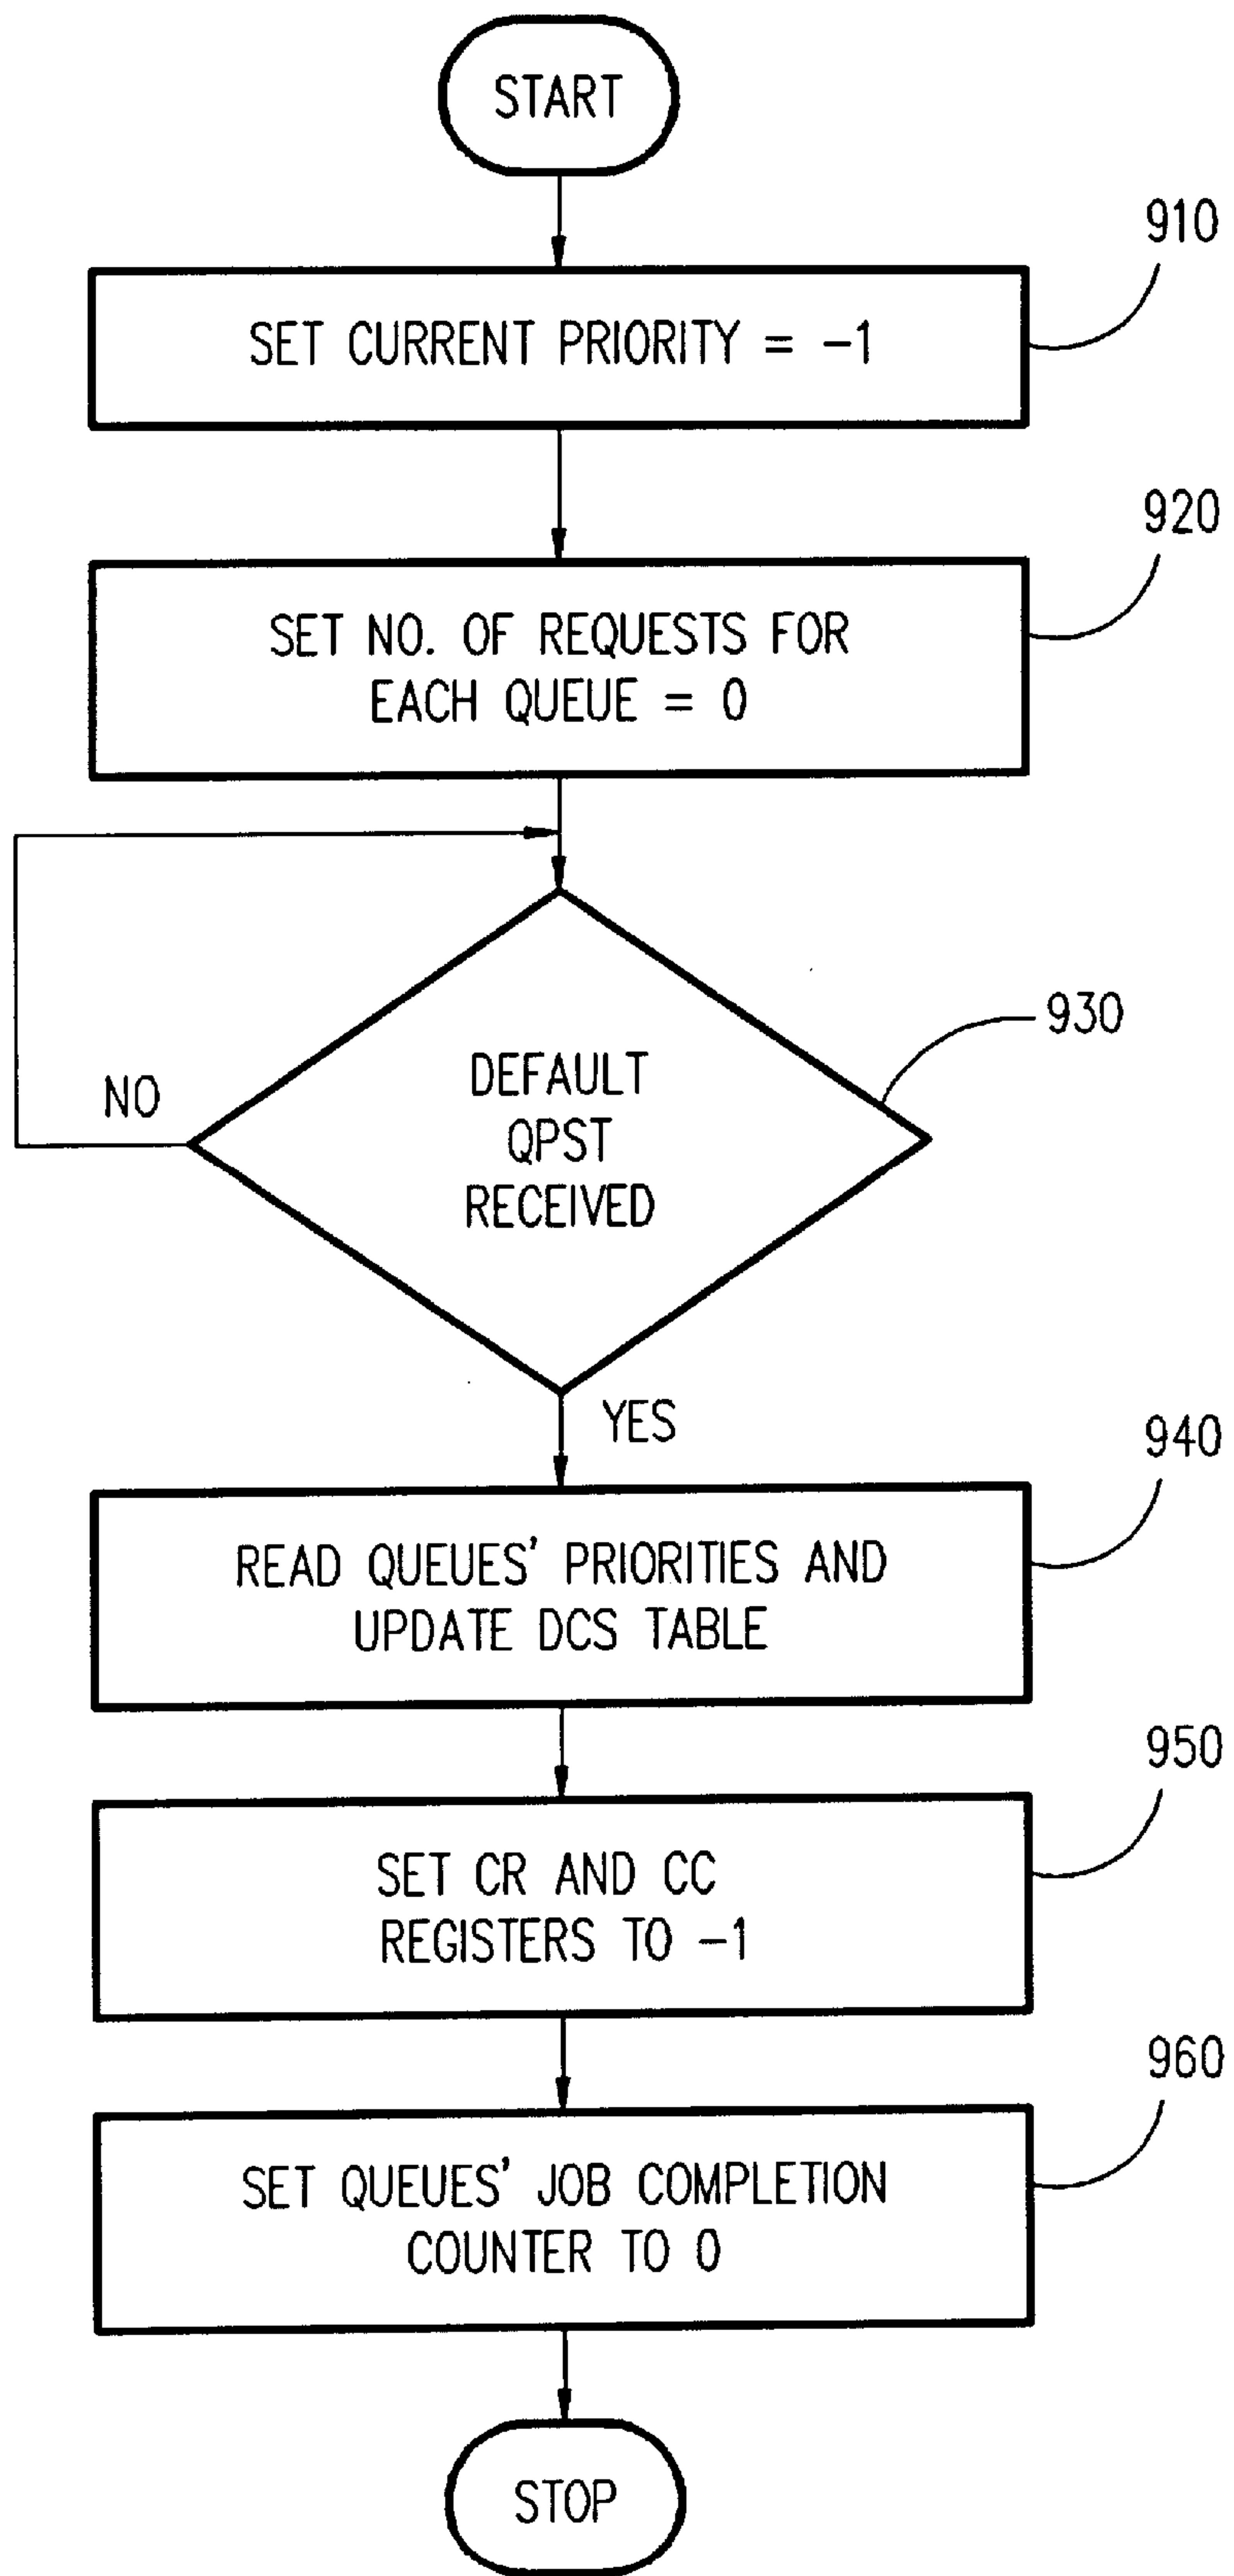 START
910
SET CURRENT PRIORITY = -1
920
SET NO. OF REQUESTS FOR
EACH QUEUE = 0
930
DEFAULT
QPST
RECEIVED
NO
YES
940
READ QUEUES' PRIORITIES AND
UPDATE DCS TABLE
950
SET CR AND CC
REGISTERS TO -1
960
SET QUEUES' JOB COMPLETION
COUNTER TO 0
STOP